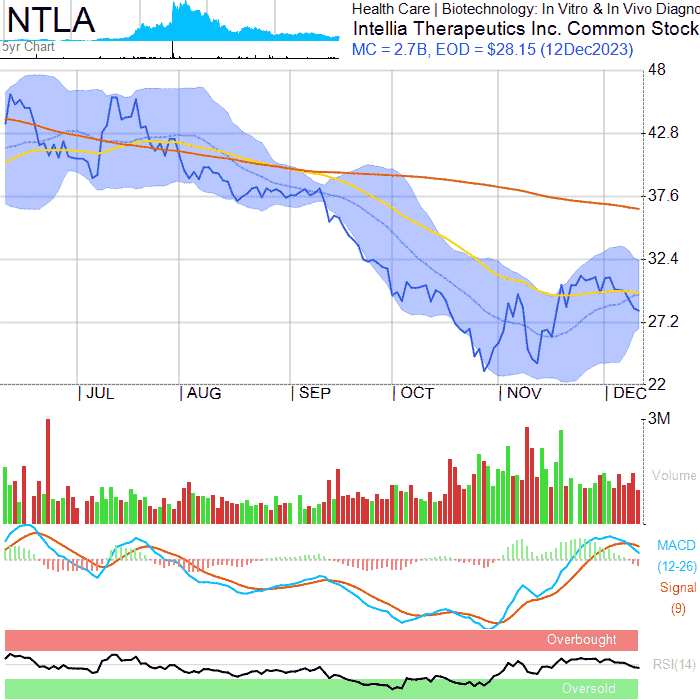 NTLA
5yr Chart
Health Care | Biotechnology: In Vitro & In Vivo Diagno
Intellia Therapeutics Inc. Common Stock
MC = 2.7B, EOD = $28.15 (12Dec2023)
48
42.8
37.6
32.4
27.2
22
| JUL | AUG | SEP | OCT | NOV | DEC
3M
Volume
MACD
(12-26)
Signal
(9)
Overbought
RSI(14)
Oversold